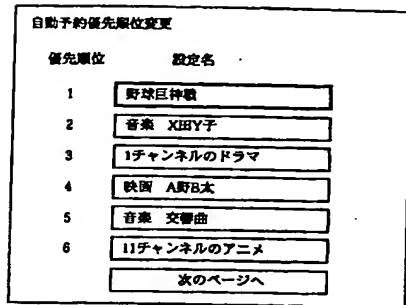 自動予約優先順位変更
優先順位 設定名
1 野球巨神戦
2 音楽 X田Y子
3 1チャンネルのドラマ
4 映画 A野B太
5 音楽 交響曲
6 11チャンネルのアニメ
次のページへ